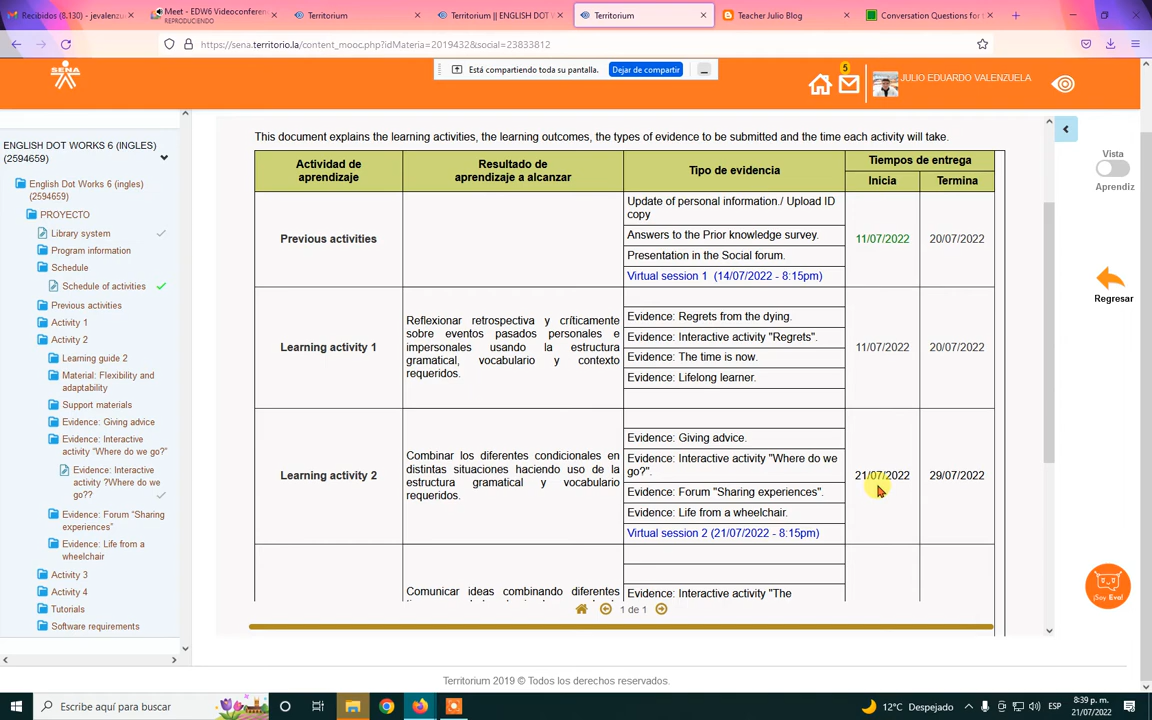 Recibidos (8.130) - jevalenzu
Meet - EDW6 Videoconferen
REPRODUCIENDO
Territorium
Territorium || ENGLISH DOT W
Territorium
Teacher Julio Blog
Conversation Questions for t
https://sena.territorio.la/content_mooc.php?idMateria=2019432&social=23833812
SENA
Está compartiendo toda su pantalla.
Dejar de compartir
5
JULIO EDUARDO VALENZUELA
ENGLISH DOT WORKS 6 (INGLES)
(2594659)
English Dot Works 6 (ingles)
(2594659)
PROYECTO
Library system
Program information
Schedule
Schedule of activities
Previous activities
Activity 1
Activity 2
Learning guide 2
Material: Flexibility and
adaptability
Support materials
Evidence: Giving advice
Evidence: Interactive
activity “Where do we go?”
Evidence: Interactive
activity ?Where do we
go??
Evidence: Forum “Sharing
experiences”
Evidence: Life from a
wheelchair
Activity 3
Activity 4
Tutorials
Software requirements
This document explains the learning activities, the learning outcomes, the types of evidence to be submitted and the time each activity will take.
Actividad de
aprendizaje
Resultado de
aprendizaje a alcanzar
Tipo de evidencia
Tiempos de entrega
Inicia
Termina
Previous activities
Update of personal information./ Upload ID
copy
Answers to the Prior knowledge survey.
Presentation in the Social forum.
Virtual session 1 (14/07/2022 - 8:15pm)
11/07/2022
20/07/2022
Learning activity 1
Reflexionar retrospectiva y críticamente
sobre eventos pasados personales e
impersonales usando la estructura
gramatical, vocabulario y contexto
requeridos.
Evidence: Regrets from the dying.
Evidence: Interactive activity "Regrets".
Evidence: The time is now.
Evidence: Lifelong learner.
11/07/2022
20/07/2022
Learning activity 2
Combinar los diferentes condicionales en
distintas situaciones haciendo uso de la
estructura gramatical y vocabulario
requeridos.
Evidence: Giving advice.
Evidence: Interactive activity "Where do we
go?".
Evidence: Forum "Sharing experiences".
Evidence: Life from a wheelchair.
Virtual session 2 (21/07/2022 - 8:15pm)
21/07/2022
29/07/2022
Comunicar ideas combinando diferentes
Evidence: Interactive activity "The
1 de 1
Vista
Aprendiz
Regresar
¡Soy Eva!
Territorium 2019 © Todos los derechos reservados.
Escribe aquí para buscar
12°C Despejado
ESP
8:39 p. m.
21/07/2022